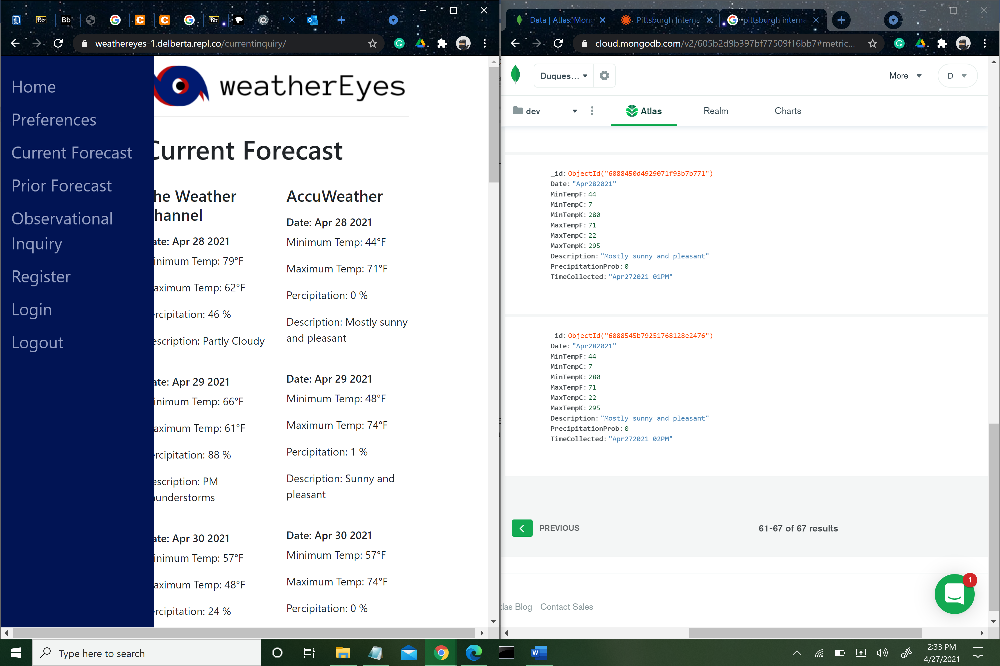 Bb
Bb
Bb
weathereyes-1.delberta.repl.co/currentinquiry/
Home
Preferences
Current Forecast
Prior Forecast
Observational
Inquiry
Register
Login
Logout
weatherEyes
Current Forecast
he Weather
hannel
ate: Apr 28 2021
inimum Temp: 79°F
aximum Temp: 62°F
ercipitation: 46 %
escription: Partly Cloudy
ate: Apr 29 2021
inimum Temp: 66°F
aximum Temp: 61°F
ercipitation: 88 %
escription: PM
hunderstorms
ate: Apr 30 2021
inimum Temp: 57°F
aximum Temp: 48°F
ercipitation: 24 %
AccuWeather
Date: Apr 28 2021
Minimum Temp: 44°F
Maximum Temp: 71°F
Percipitation: 0 %
Description: Mostly sunny
and pleasant
Date: Apr 29 2021
Minimum Temp: 48°F
Maximum Temp: 74°F
Percipitation: 1 %
Description: Sunny and
pleasant
Date: Apr 30 2021
Minimum Temp: 57°F
Maximum Temp: 74°F
Percipitation: 0 %
Data | Atlas: Mong
Pittsburgh Intern
pittsburgh interna
cloud.mongodb.com/v2/605b2d9b397bf77509f16bb7#metric...
Duques...
More
D
dev
Atlas
Realm
Charts
_id: ObjectId("6088450d4929071f93b7b771")
Date: "Apr282021"
MinTempF: 44
MinTempC: 7
MinTempK: 280
MaxTempF: 71
MaxTempC: 22
MaxTempK: 295
Description: "Mostly sunny and pleasant"
PrecipitationProb: 0
TimeCollected: "Apr272021 01PM"
_id: ObjectId("6088545b79251768128e2476")
Date: "Apr282021"
MinTempF: 44
MinTempC: 7
MinTempK: 280
MaxTempF: 71
MaxTempC: 22
MaxTempK: 295
Description: "Mostly sunny and pleasant"
PrecipitationProb: 0
TimeCollected: "Apr272021 02PM"
PREVIOUS
61-67 of 67 results
1
tlas Blog Contact Sales
Type here to search
2:33 PM
4/27/2021